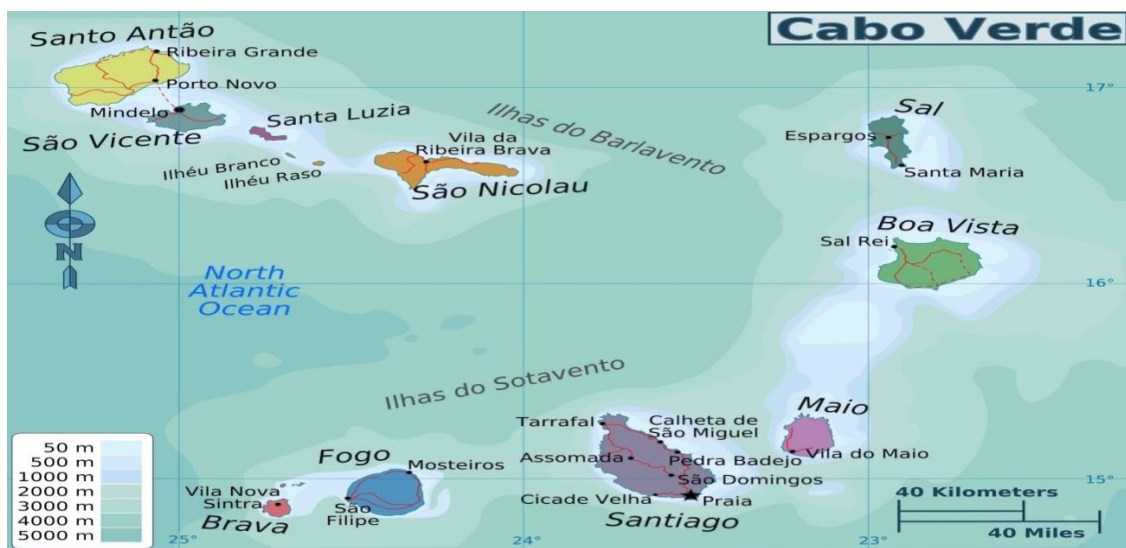 Cabo Verde
Santo Antão
Ribeira Grande
Porto Novo
Mindelo
São Vicente
Santa Luzia
Ilhéu Branco
Ilhéu Raso
Vila da
Ribeira Brava
São Nicolau
Ilhas do Barlavento
17°
Sal
Espargos
Santa Maria
Boa Vista
Sal Rei
N
North
Atlantic
Ocean
16°
Ilhas do Sotavento
Maio
Vila do Maio
Tarrafal
Calheta de
São Miguel
Assomada
Pedra Badejo
São Domingos
Cicade Velha
Praia
Santiago
Fogo
Mosteiros
São
Filipe
Vila Nova
Sintra
Brava
15°
50 m
500 m
1000 m
2000 m
3000 m
4000 m
5000 m
40 Kilometers
40 Miles
25°
24°
23°